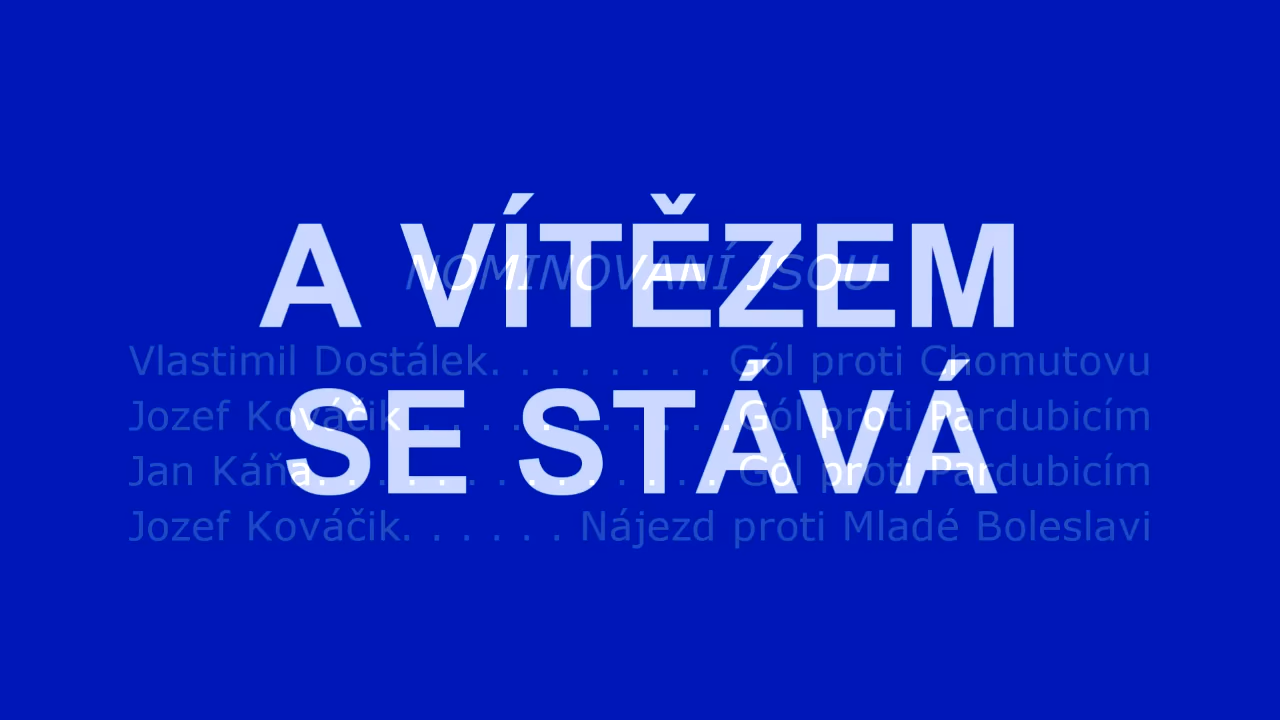 A VÍTĚZEM
SE STÁVÁ
NOMINOVANÍ JSOU
Vlastimil Dostálek. . . . . . . . Gól proti Chomutovu
Jozef Kováčik . . . . . . . . . . .Gól proti Pardubicím
Jan Káňa. . . . . . . . . . . . . . Gól proti Pardubicím
Jozef Kováčik. . . . . . Nájezd proti Mladé Boleslavi